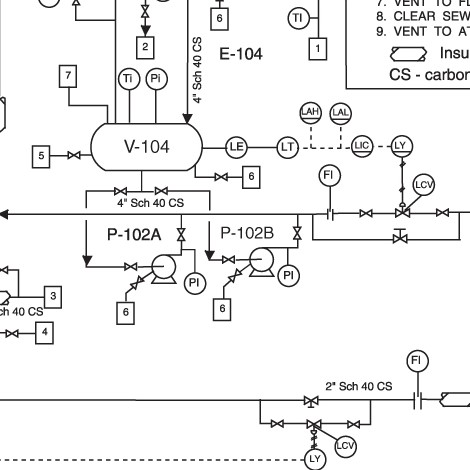 7. VENT TO FL
8. CLEAR SEW
9. VENT TO AT
Insu
CS - carbon
6
TI
1
2
E-104
4" Sch 40 CS
7
Ti
Pi
V-104
5
6
LE
LT
LAH
LAL
LIC
LY
LCV
FI
4" Sch 40 CS
P-102A
P-102B
PI
PI
6
6
3
ch 40 CS
4
FI
2" Sch 40 CS
LCV
LY